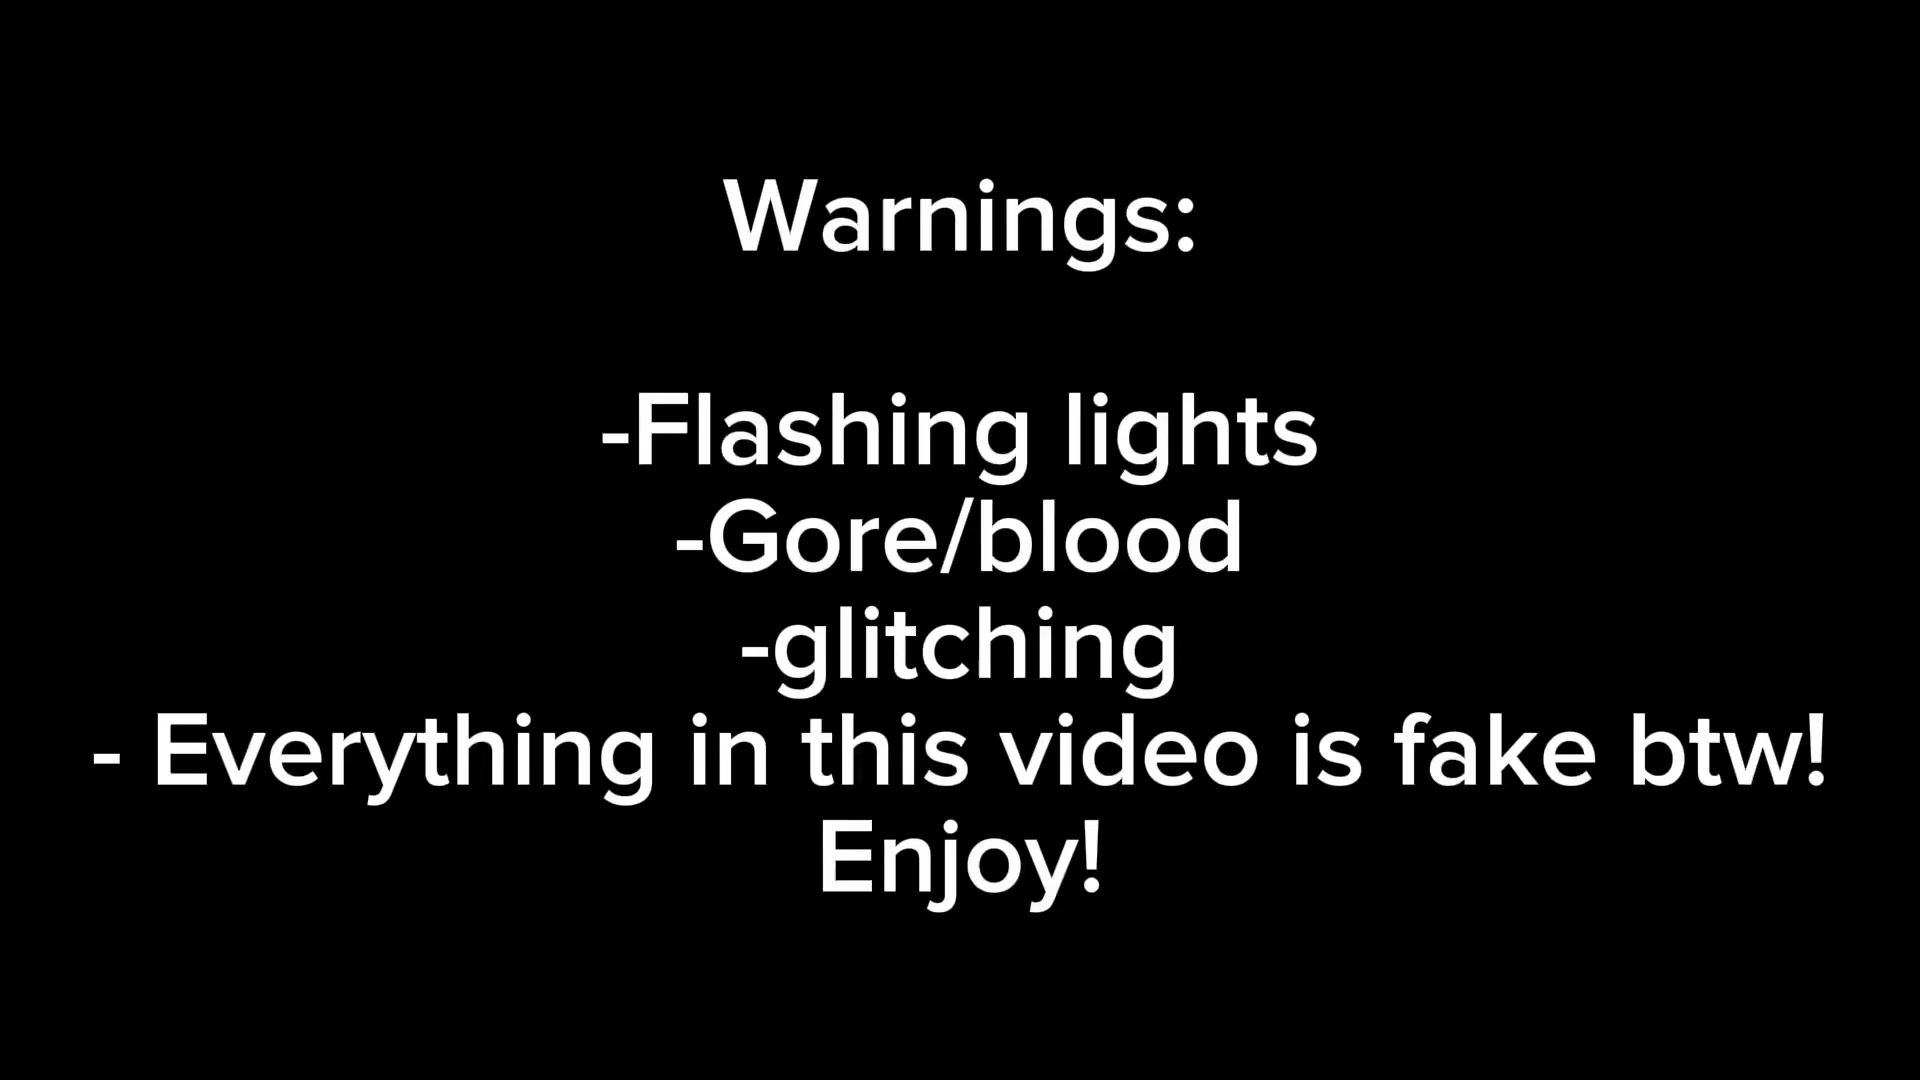 Warnings:
-Flashing lights
-Gore/blood
-glitching
- Everything in this video is fake btw!
Enjoy!